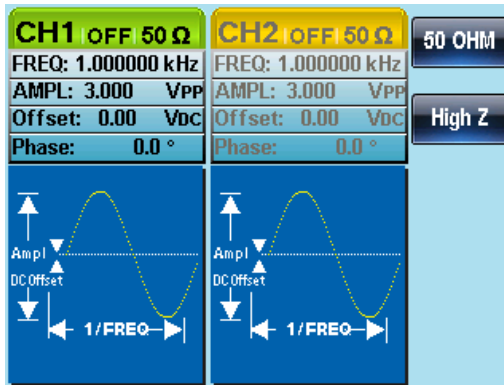 CH1 OFF 50 Ω
FREQ: 1.000000 kHz
AMPL: 3.000 VPP
Offset: 0.00 VDC
Phase: 0.0 °
Ampl
DC Offset
1/FREQ
CH2 OFF 50 Ω
FREQ: 1.000000 kHz
AMPL: 3.000 VPP
Offset: 0.00 VDC
Phase: 0.0 °
Ampl
DC Offset
1/FREQ
50 OHM
High Z